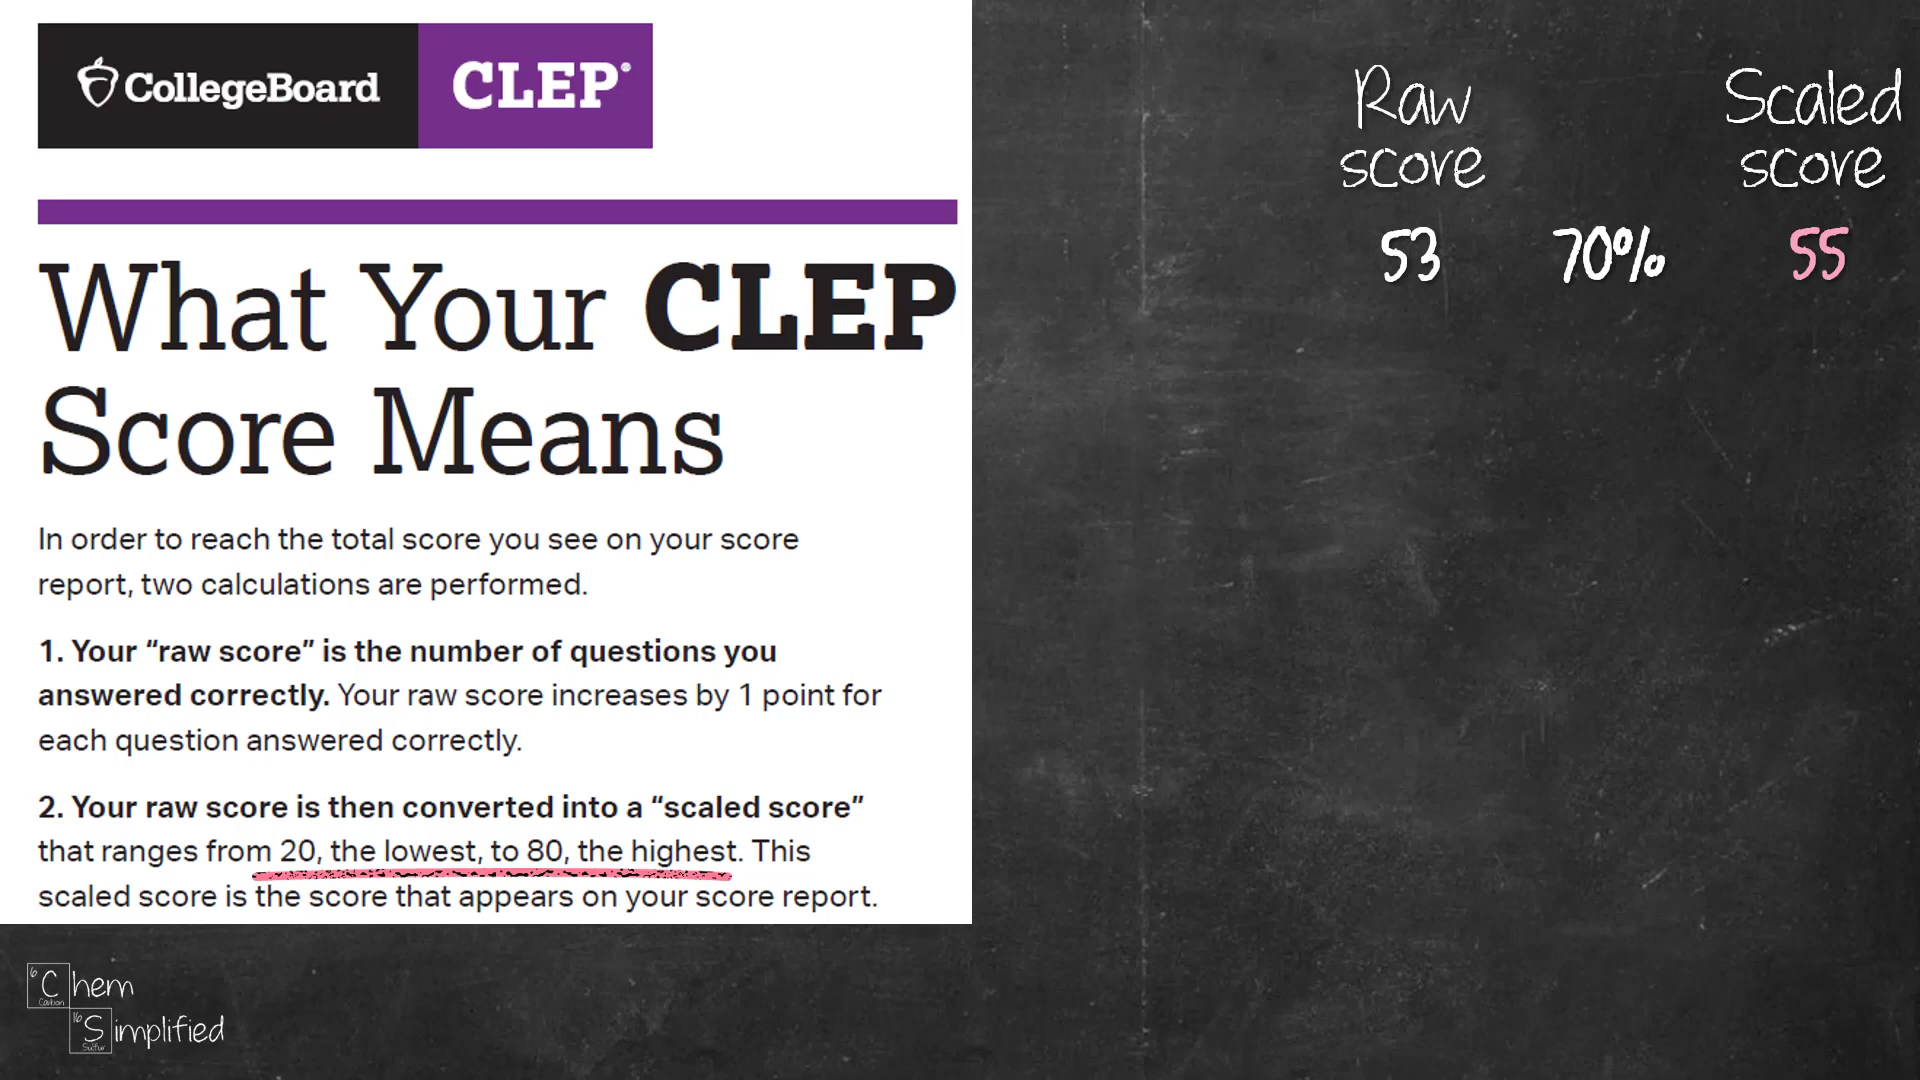 CollegeBoard CLEP®
What Your CLEP
Score Means
In order to reach the total score you see on your score
report, two calculations are performed.
1. Your “raw score” is the number of questions you
answered correctly. Your raw score increases by 1 point for
each question answered correctly.
2. Your raw score is then converted into a “scaled score”
that ranges from 20, the lowest, to 80, the highest. This
scaled score is the score that appears on your score report.
Raw
score
Scaled
score
53 70% 55
6
Chem
Carbon
16
Simplified
Sulfur